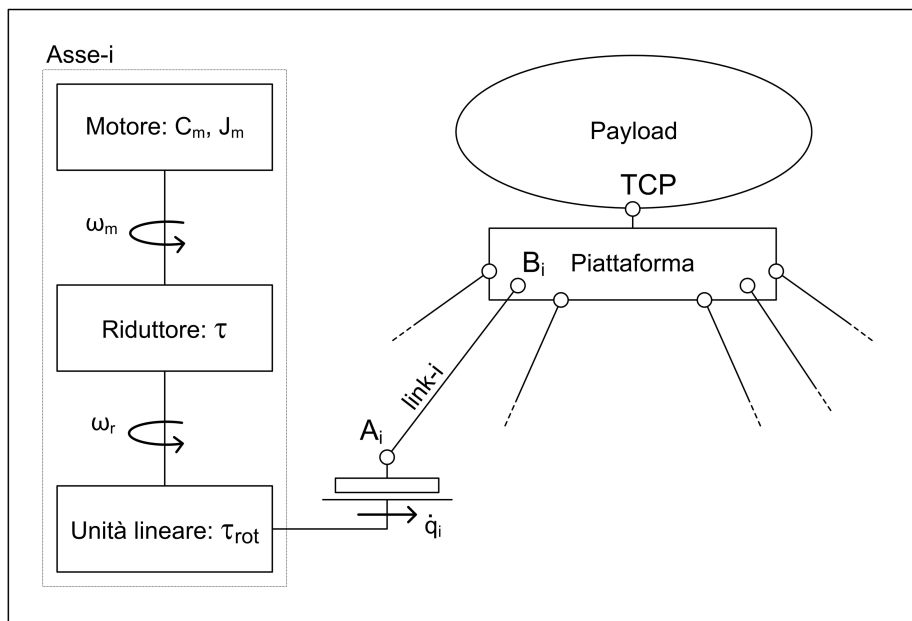 Asse-i
Motore: Cₘ, Jₘ
ωₘ
Riduttore: τ
ωᵣ
Unità lineare: τrot
Payload
TCP
Bᵢ
Piattaforma
link-i
Aᵢ
q̇ᵢ